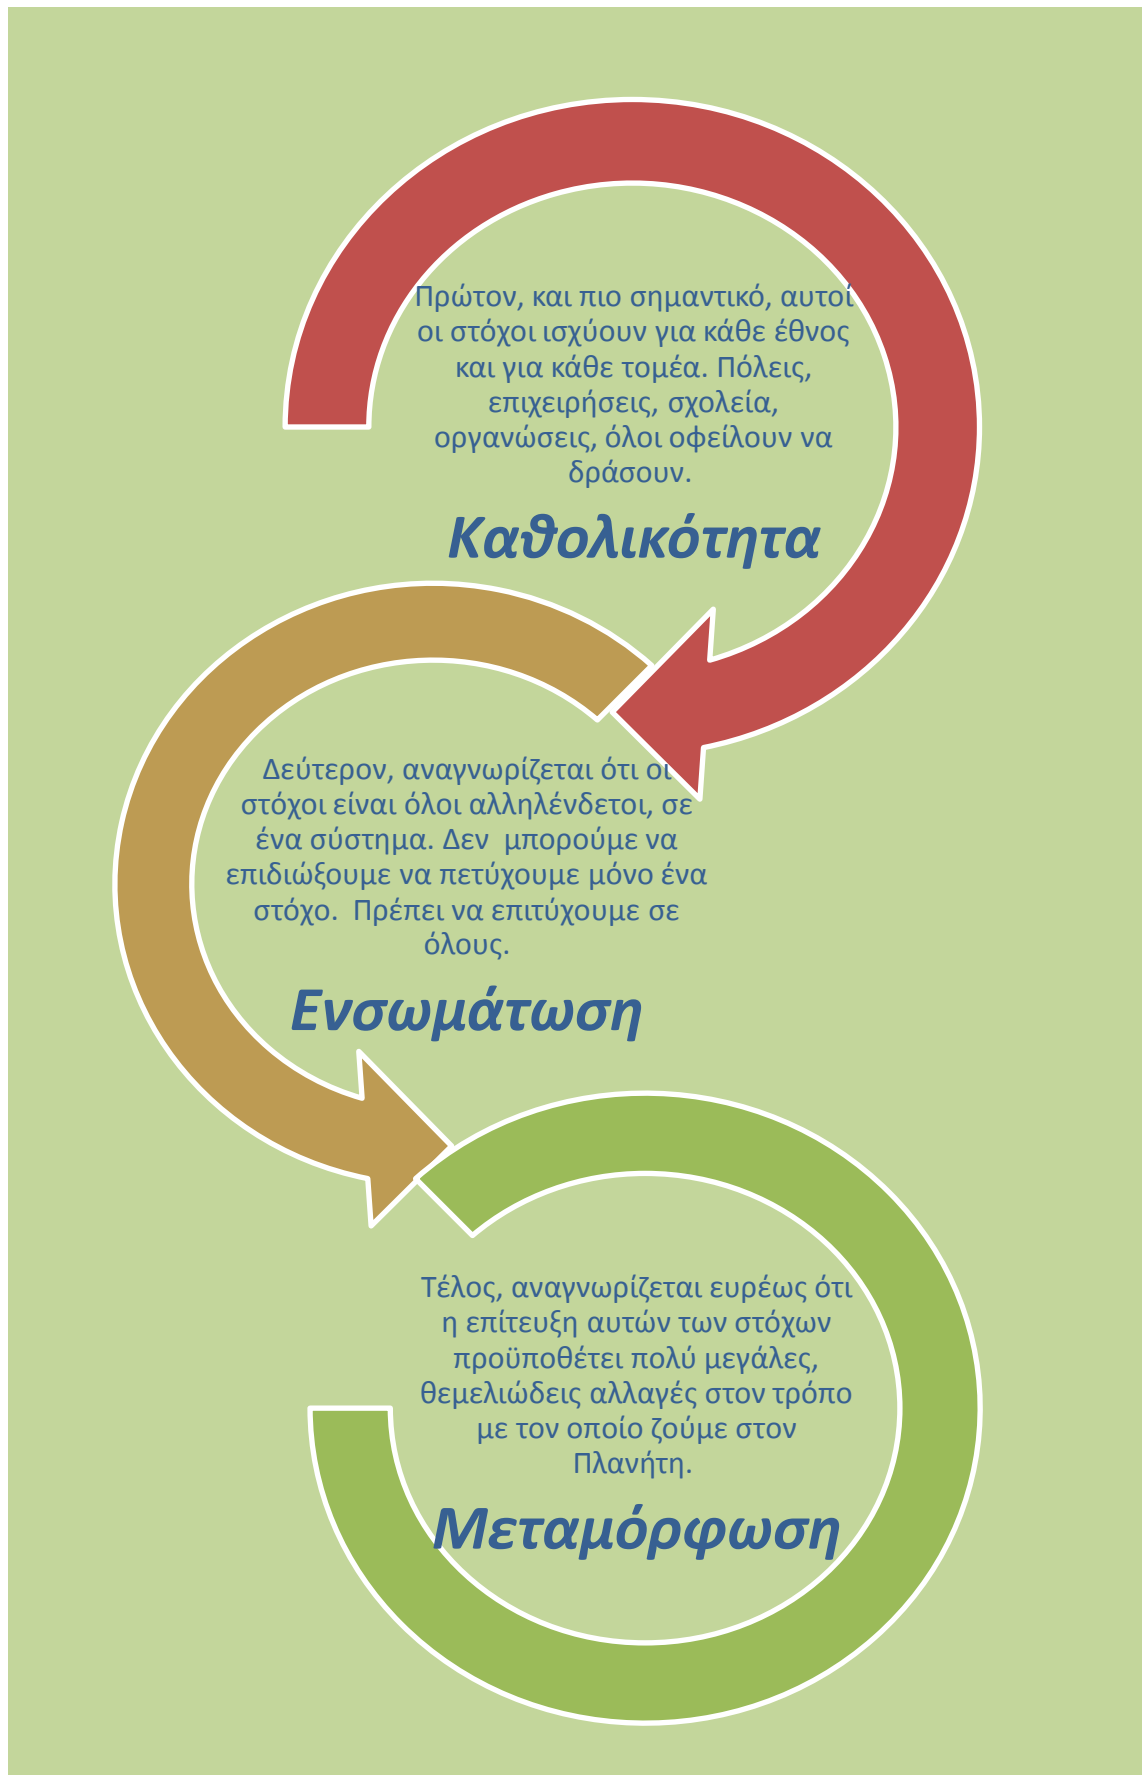 Πρώτον, και πιο σημαντικό, αυτοί
οι στόχοι ισχύουν για κάθε έθνος
και για κάθε τομέα. Πόλεις,
επιχειρήσεις, σχολεία,
οργανώσεις, όλοι οφείλουν να
δράσουν.
Καθολικότητα
Δεύτερον, αναγνωρίζεται ότι οι
στόχοι είναι όλοι αλληλένδετοι, σε
ένα σύστημα. Δεν  μπορούμε να
επιδιώξουμε να πετύχουμε μόνο ένα
στόχο.  Πρέπει να επιτύχουμε σε
όλους.
Ενσωμάτωση
Τέλος, αναγνωρίζεται ευρέως ότι
η επίτευξη αυτών των στόχων
προϋποθέτει πολύ μεγάλες,
θεμελιώδεις αλλαγές στον τρόπο
με τον οποίο ζούμε στον
Πλανήτη.
Μεταμόρφωση